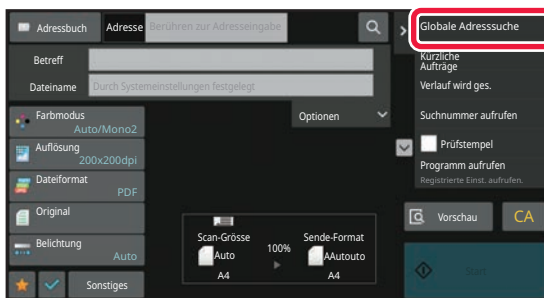 Adressbuch
Adresse
Berühren zur Adresseingabe
Globale Adresssuche
Betreff
Kürzliche
Aufträge
Dateiname
Durch Systemeinstellungen festgelegt
Verlauf wird ges.
Farbmodus
Auto/Mono2
Optionen
Suchnummer aufrufen
Auflösung
200x200dpi
Prüfstempel
Dateiformat
PDF
Programm aufrufen
Registrierte Einst. aufrufen.
Original
Vorschau
CA
Belichtung
Auto
Scan-Grösse
Auto
A4
100%
Sende-Format
AAutouto
A4
Sonstiges
Start